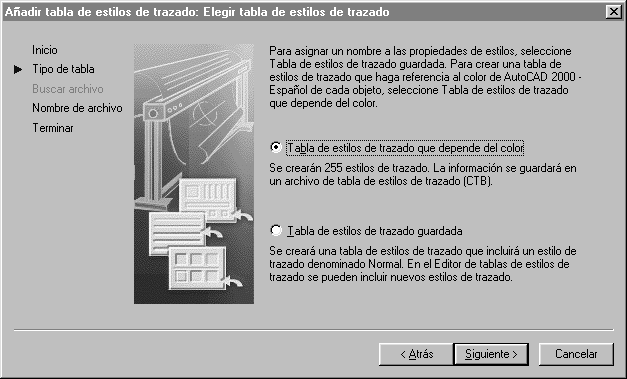 Añadir tabla de estilos de trazado: Elegir tabla de estilos de trazado
Inicio
Tipo de tabla
Buscar archivo
Nombre de archivo
Terminar
Para asignar un nombre a las propiedades de estilos, seleccione
Tabla de estilos de trazado guardada. Para crear una tabla de
estilos de trazado que haga referencia al color de AutoCAD 2000 -
Español de cada objeto, seleccione Tabla de estilos de trazado
que depende del color.
Tabla de estilos de trazado que depende del color
Se crearán 255 estilos de trazado. La información se guardará en
un archivo de tabla de estilos de trazado (CTB).
Tabla de estilos de trazado guardada
Se creará una tabla de estilos de trazado que incluirá un estilo de
trazado denominado Normal. En el Editor de tablas de estilos de
trazado se pueden incluir nuevos estilos de trazado.
< Atrás
Siguiente >
Cancelar